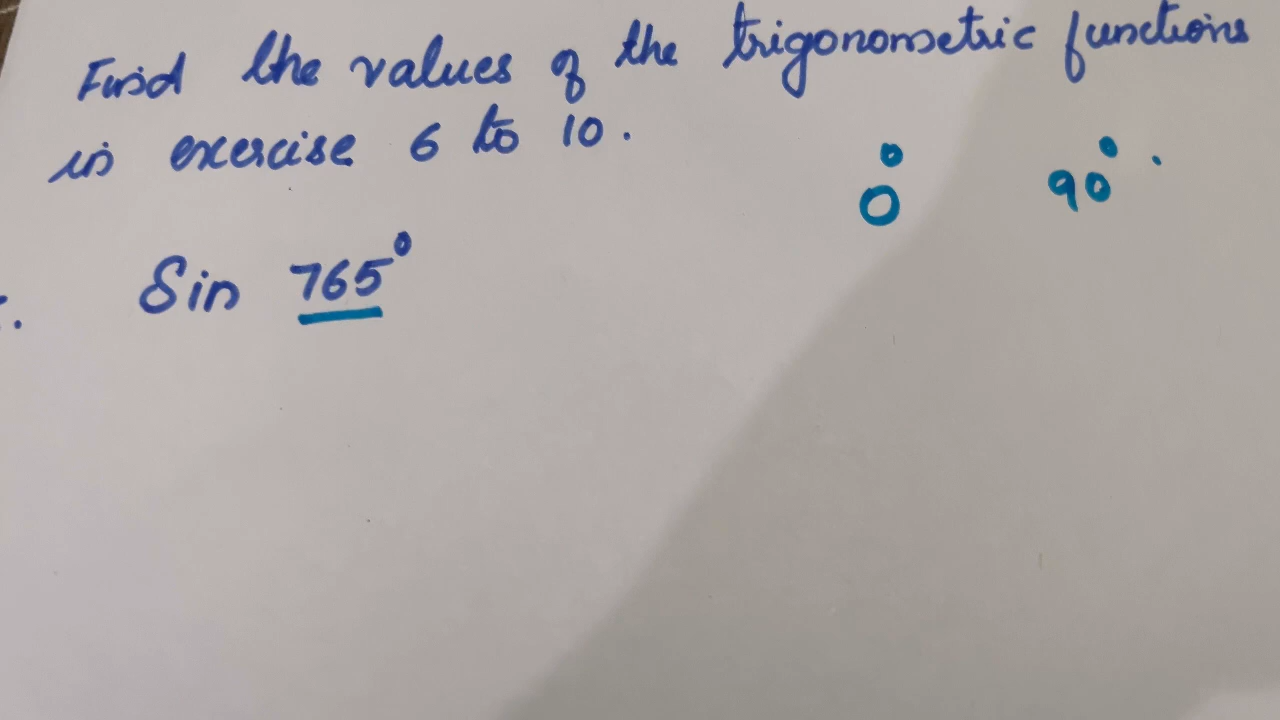 Find the values of the trigonometric functions
in exercise 6 to 10.
0° 90°.
Sin 765°